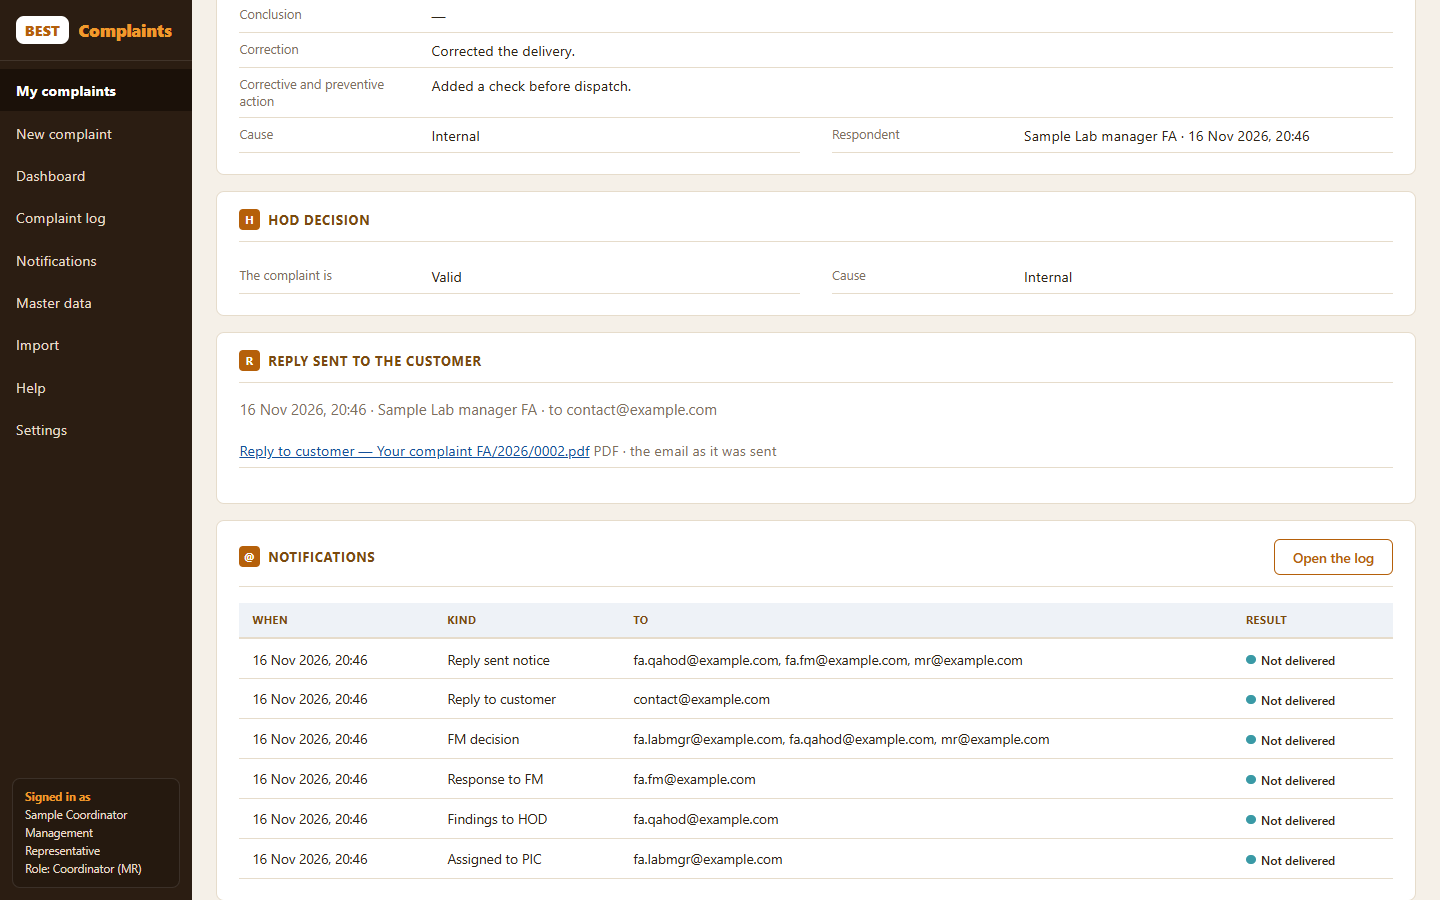 BEST Complaints
My complaints
New complaint
Dashboard
Complaint log
Notifications
Master data
Import
Help
Settings
Signed in as
Sample Coordinator
Management
Representative
Role: Coordinator (MR)
Conclusion —
Correction Corrected the delivery.
Corrective and preventive
action Added a check before dispatch.
Cause Internal Respondent Sample Lab manager FA · 16 Nov 2026, 20:46
H HOD DECISION
The complaint is Valid Cause Internal
R REPLY SENT TO THE CUSTOMER
16 Nov 2026, 20:46 · Sample Lab manager FA · to contact@example.com
Reply to customer — Your complaint FA/2026/0002.pdf PDF · the email as it was sent
@ NOTIFICATIONS Open the log
WHEN KIND TO RESULT
16 Nov 2026, 20:46 Reply sent notice fa.qahod@example.com, fa.fm@example.com, mr@example.com Not delivered
16 Nov 2026, 20:46 Reply to customer contact@example.com Not delivered
16 Nov 2026, 20:46 FM decision fa.labmgr@example.com, fa.qahod@example.com, mr@example.com Not delivered
16 Nov 2026, 20:46 Response to FM fa.fm@example.com Not delivered
16 Nov 2026, 20:46 Findings to HOD fa.qahod@example.com Not delivered
16 Nov 2026, 20:46 Assigned to PIC fa.labmgr@example.com Not delivered